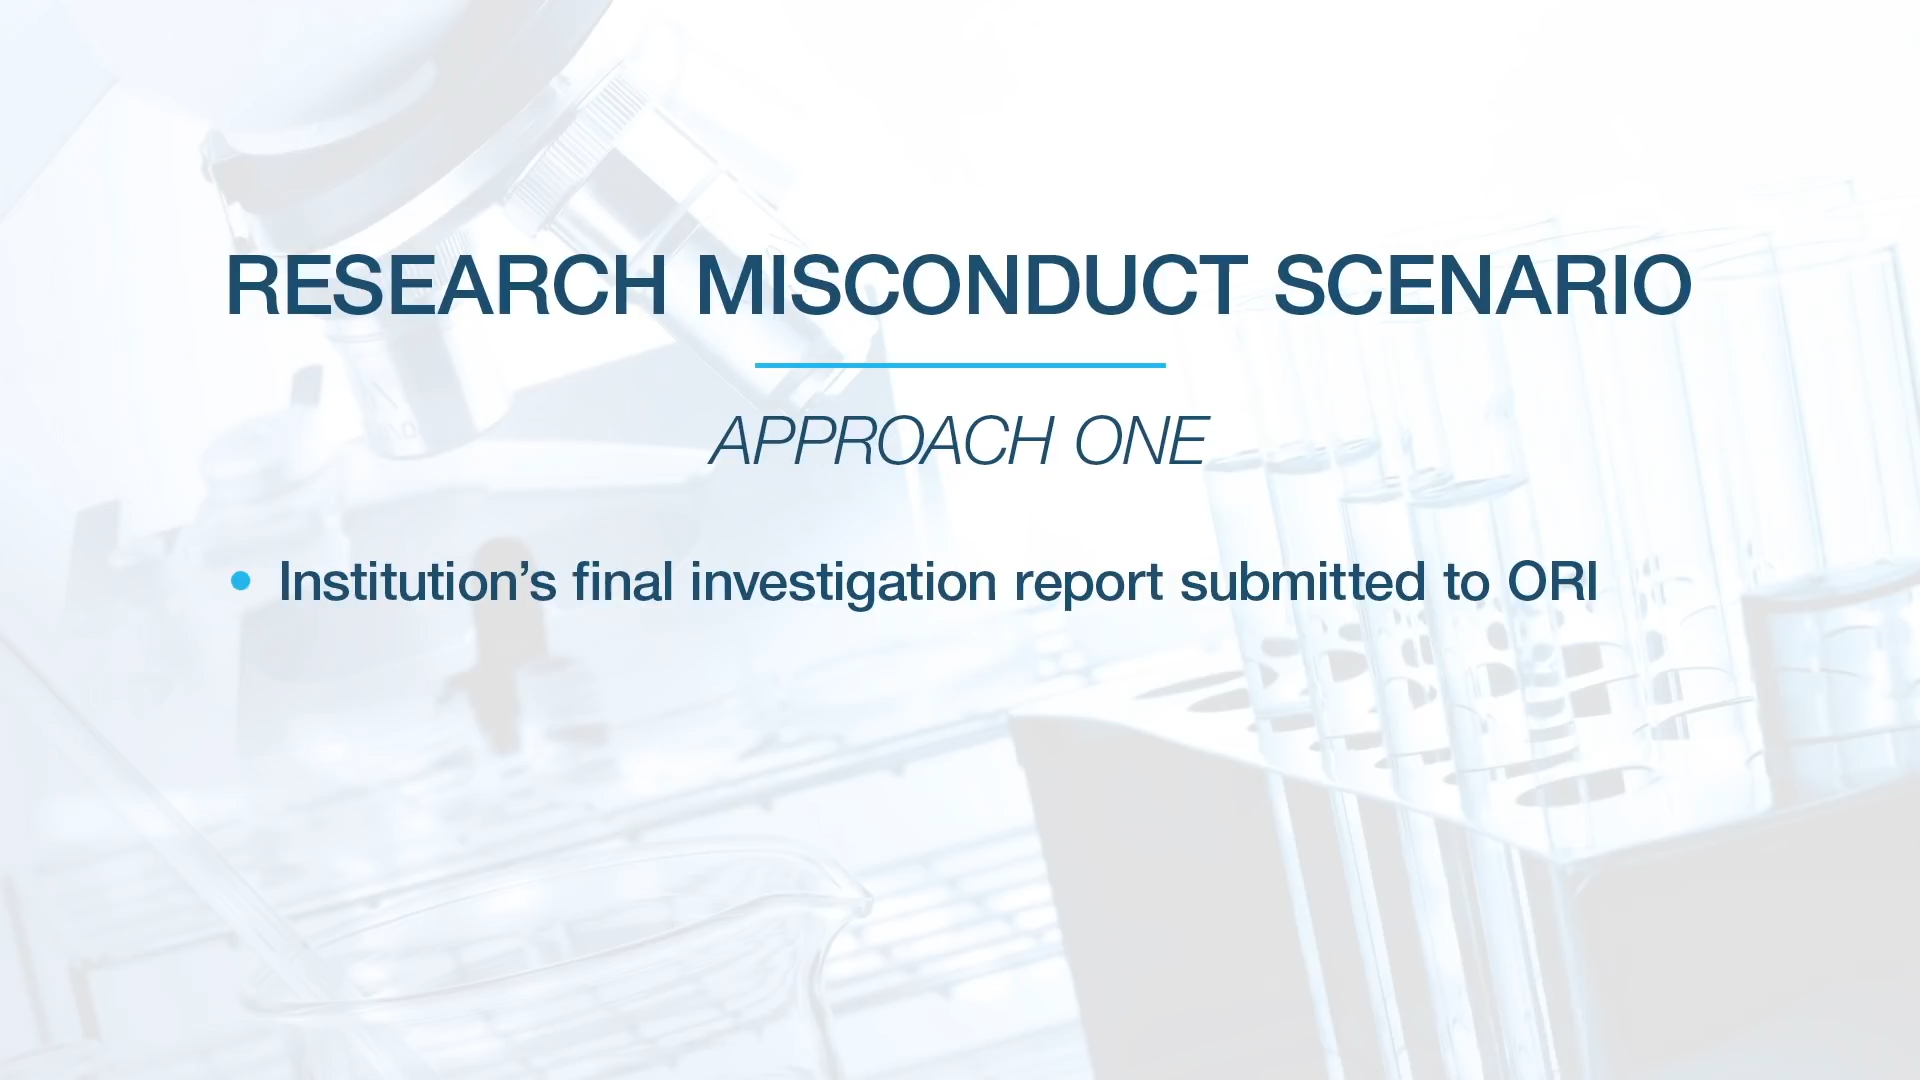 RESEARCH MISCONDUCT SCENARIO
APPROACH ONE
• Institution’s final investigation report submitted to ORI